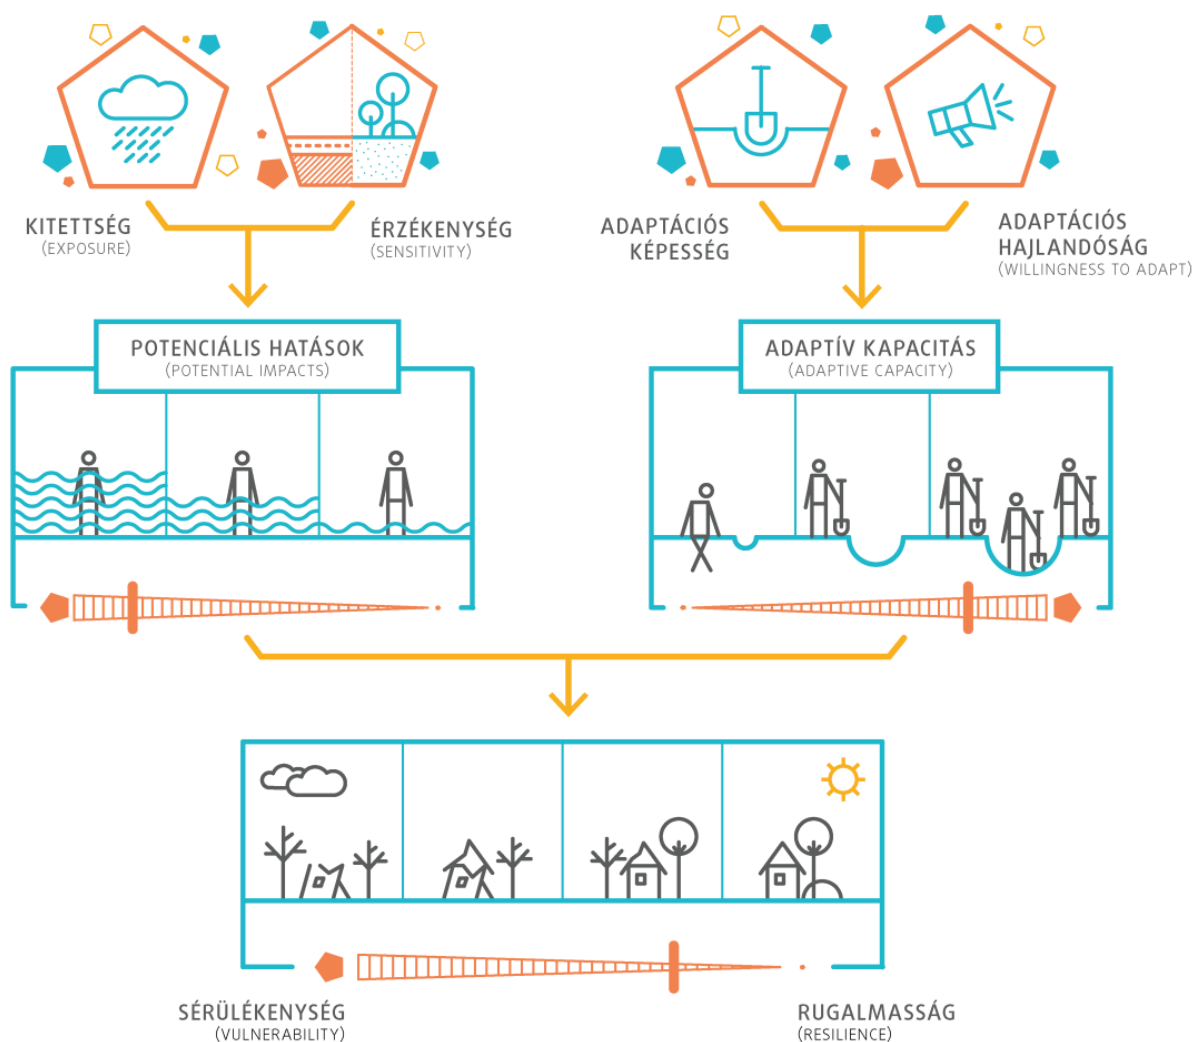 KITETTSÉG
(EXPOSURE)
ÉRZÉKENYSÉG
(SENSITIVITY)
ADAPTÁCIÓS
KÉPESSÉG
ADAPTÁCIÓS
HAJLANDÓSÁG
(WILLINGNESS TO ADAPT)
POTENCIÁLIS HATÁSOK
(POTENTIAL IMPACTS)
ADAPTÍV KAPACITÁS
(ADAPTIVE CAPACITY)
SÉRÜLÉKENYSÉG
(VULNERABILITY)
RUGALMASSÁG
(RESILIENCE)